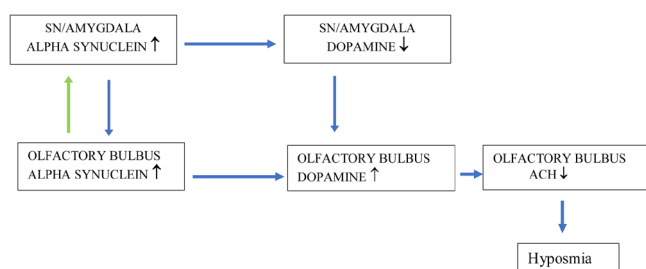 SN/AMYGDALA
ALPHA SYNUCLEIN ↑
SN/AMYGDALA
DOPAMINE ↓
OLFACTORY BULBUS
ALPHA SYNUCLEIN ↑
OLFACTORY BULBUS
DOPAMINE ↑
OLFACTORY BULBUS
ACH ↓
Hyposmia